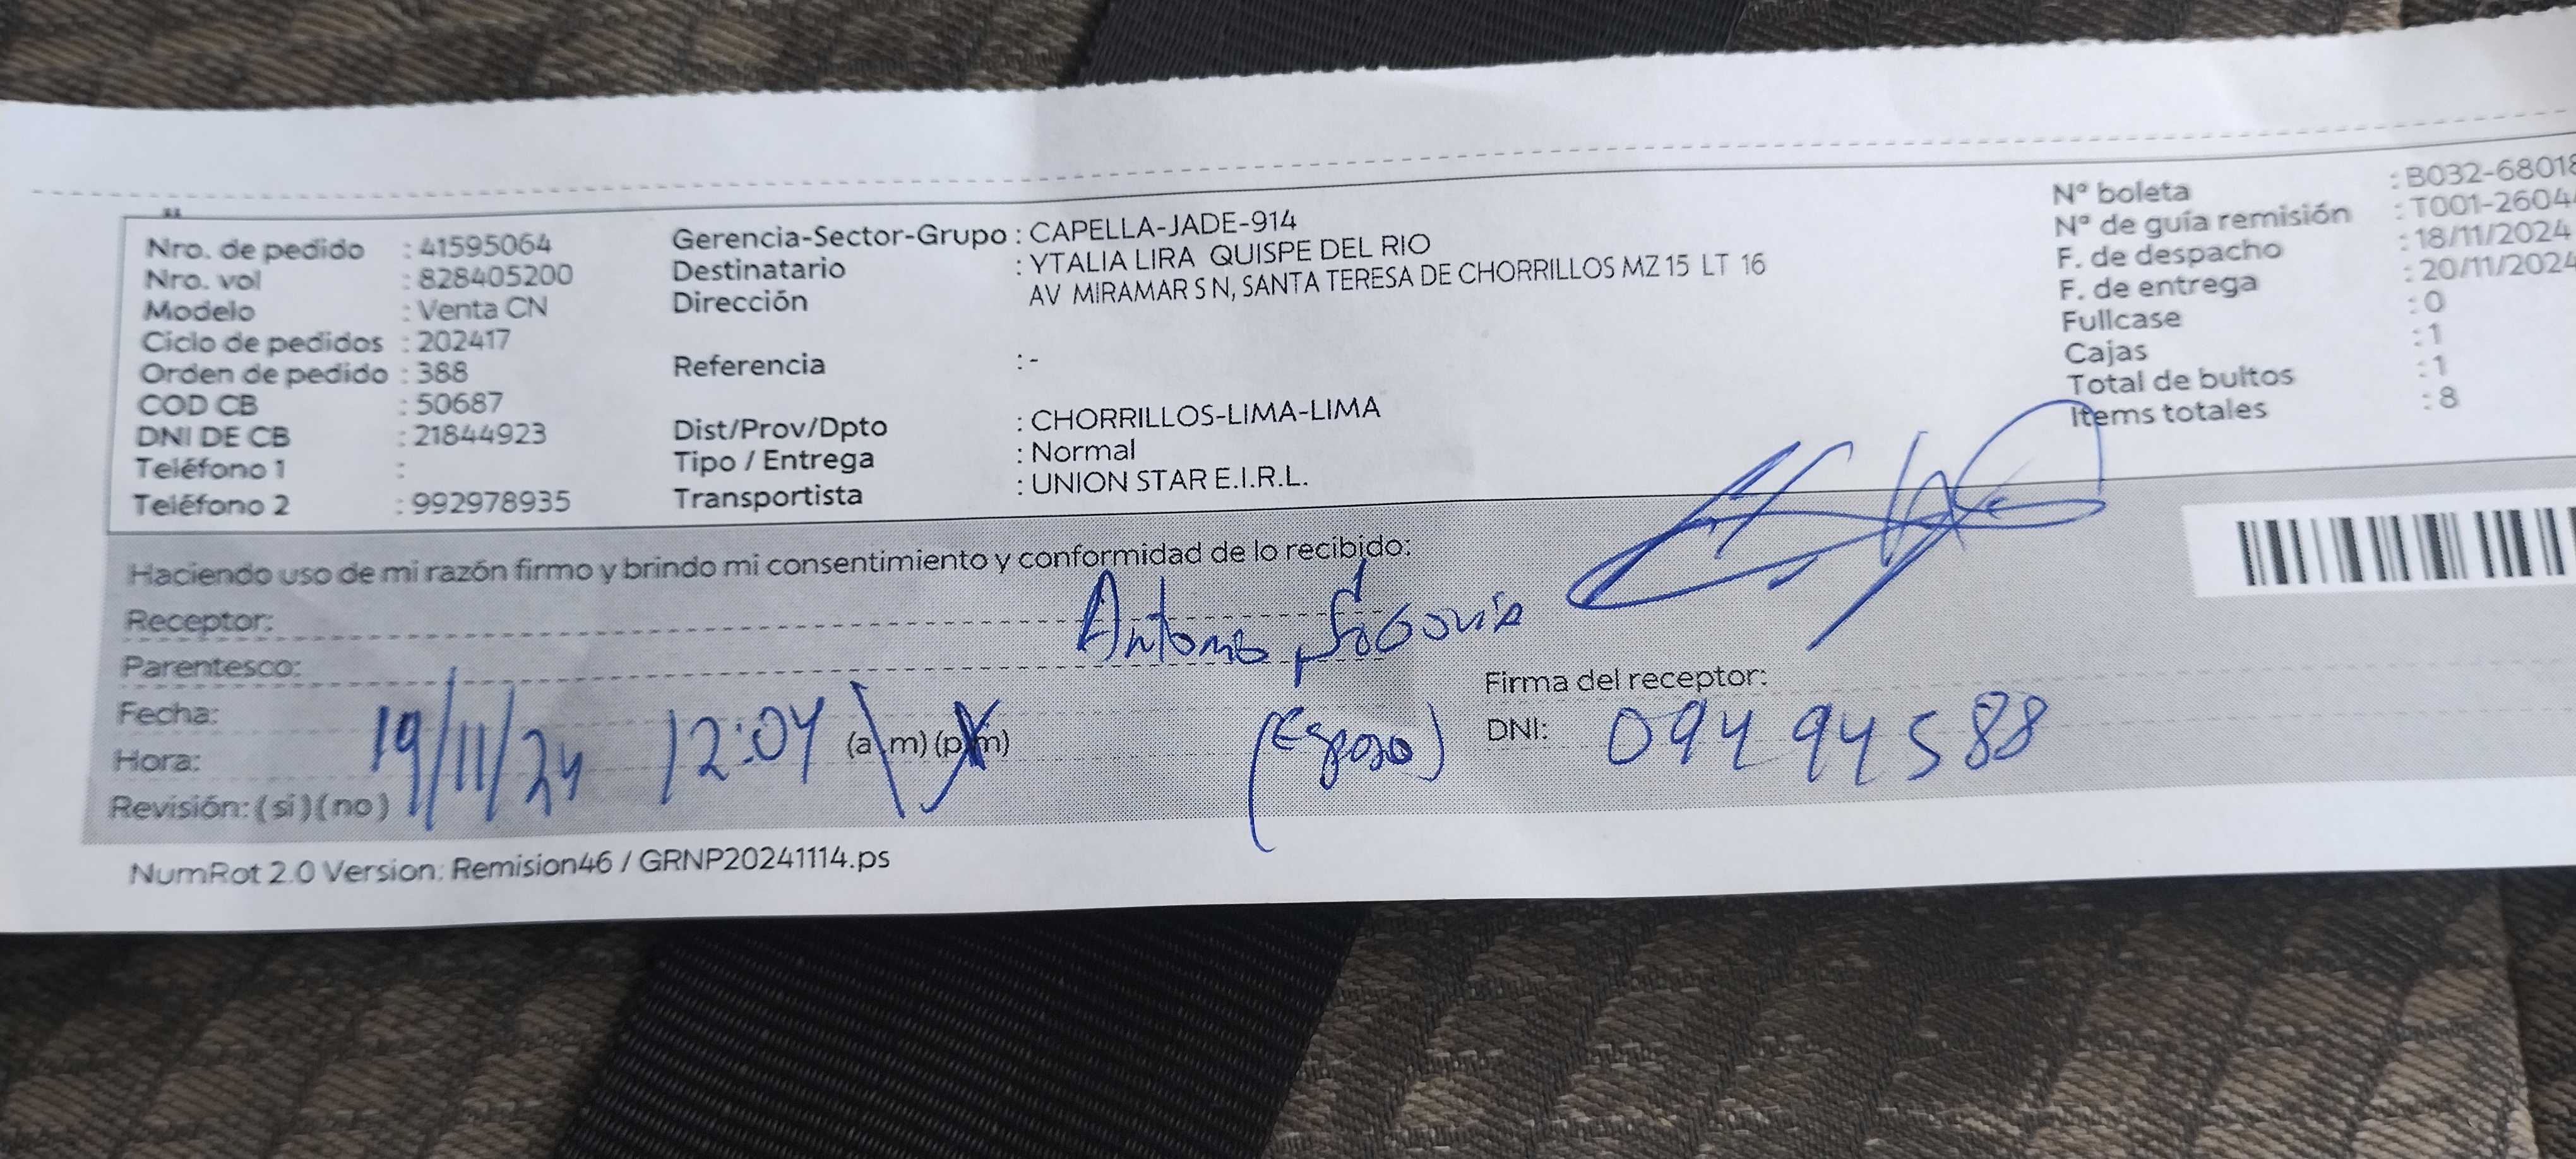 Nro. de pedido : 41595064
Nro. vol : 828405200
Modelo : Venta CN
Ciclo de pedidos : 202417
Orden de pedido : 388
COD CB : 50687
DNI DE CB : 21844923
Teléfono 1 :
Teléfono 2 : 992978935
Gerencia-Sector-Grupo : CAPELLA-JADE-914
Destinatario : YTALIA LIRA QUISPE DEL RIO
Dirección AV MIRAMAR S N, SANTA TERESA DE CHORRILLOS MZ 15 LT 16
Referencia : -
Dist/Prov/Dpto : CHORRILLOS-LIMA-LIMA
Tipo / Entrega : Normal
Transportista : UNION STAR E.I.R.L.
Nº boleta : B032-68018
Nº de guía remisión : T001-2604
F. de despacho : 18/11/2024
F. de entrega : 20/11/2024
Fullcase : 0
Cajas : 1
Total de bultos : 1
Items totales : 8
Haciendo uso de mi razón firmo y brindo mi consentimiento y conformidad de lo recibido:
Receptor: Antonio Segovia
Parentesco: (Esposo)
Fecha: 19/11/24
Hora: 12:04 (a m) (p m)
Revisión: (si) (no)
Firma del receptor:
DNI: 09494588
NumRot 2.0 Version: Remision46 / GRNP20241114.ps